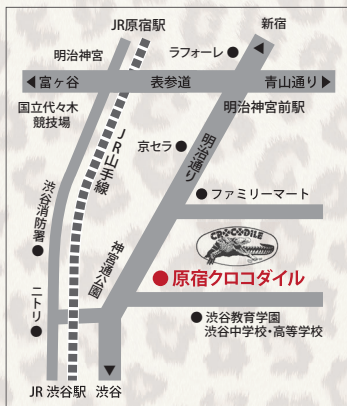 JR原宿駅
新宿
明治神宮
ラフォーレ
富ヶ谷
表参道
青山通り
国立代々木
競技場
明治神宮前駅
JR山手線
京セラ
明治通り
ファミリーマート
渋谷消防署
神宮通公園
CROCODILE
原宿クロコダイル
ニトリ
渋谷教育学園
渋谷中学校・高等学校
JR 渋谷駅
渋谷